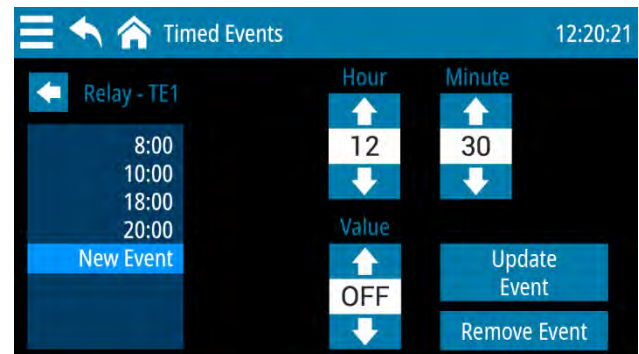 Timed Events
12:20:21
Relay - TE1
8:00
10:00
18:00
20:00
New Event
Hour
12
Minute
30
Value
OFF
Update
Event
Remove Event